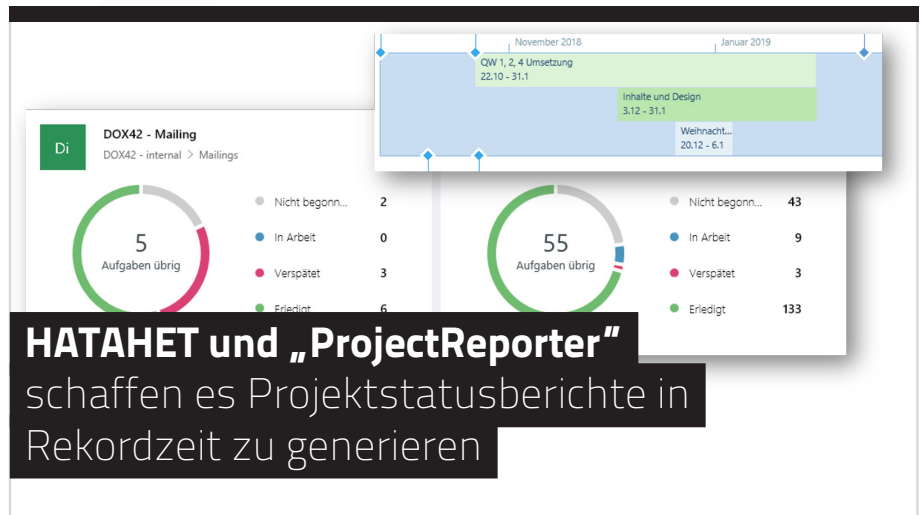 November 2018
Januar 2019
QW 1, 2, 4 Umsetzung
22.10 - 31.1
Inhalte und Design
3.12 - 31.1
Weihnacht...
20.12 - 6.1
Di
DOX42 - Mailing
DOX42 - internal > Mailings
5
Aufgaben übrig
Nicht begonn... 2
In Arbeit 0
Verspätet 3
Erledigt 6
55
Aufgaben übrig
Nicht begonn... 43
In Arbeit 9
Verspätet 3
Erledigt 133
HATAHET und „ProjectReporter”
schaffen es Projektstatusberichte in
Rekordzeit zu generieren